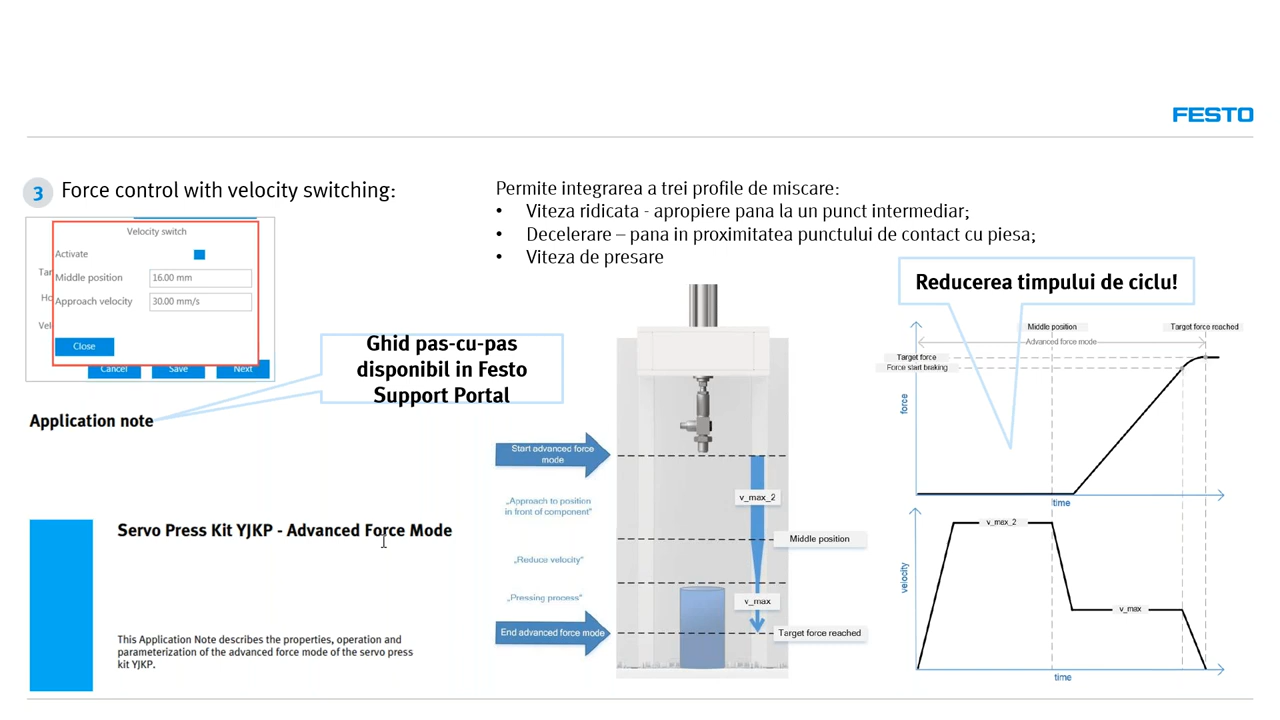 FESTO
3 Force control with velocity switching:
Velocity switch
Activate
Tar
Middle position 16.00 mm
Ho
Approach velocity 30.00 mm/s
Vel
Close
Cancel Save Next
Ghid pas-cu-pas
disponibil in Festo
Support Portal
Application note
Servo Press Kit YJKP - Advanced Force Mode
This Application Note describes the properties, operation and
parameterization of the advanced force mode of the servo press
kit YJKP.
Permite integrarea a trei profile de miscare:
• Viteza ridicata - apropiere pana la un punct intermediar;
• Decelerare – pana in proximitatea punctului de contact cu piesa;
• Viteza de presare
Start advanced force
mode
„Approach to position
in front of component“
„Reduce velocity“
„Pressing process“
End advanced force mode
v_max_2
Middle position
v_max
Target force reached
Reducerea timpului de ciclu!
Middle position
Target force reached
Advanced force mode
Target force
Force start braking
force
time
v_max_2
velocity
v_max
time